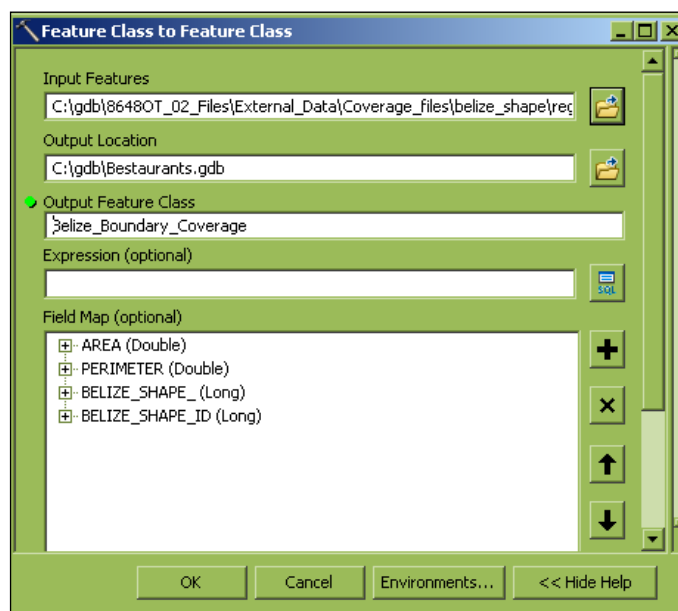 Feature Class to Feature Class
Input Features
C:\gdb\8648OT_02_Files\External_Data\Coverage_files\belize_shape\reg
Output Location
C:\gdb\Bestaurants.gdb
Output Feature Class
Belize_Boundary_Coverage
Expression (optional)
SQL
Field Map (optional)
AREA (Double)
PERIMETER (Double)
BELIZE_SHAPE_ (Long)
BELIZE_SHAPE_ID (Long)
OK
Cancel
Environments...
<< Hide Help